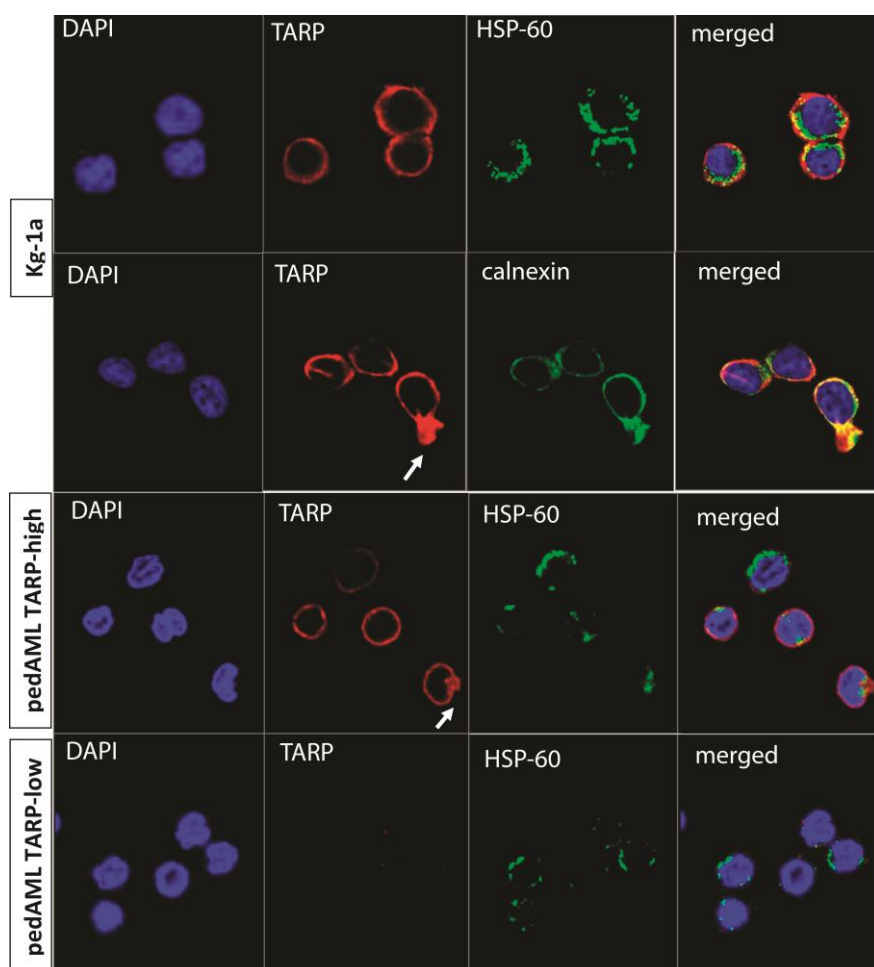 Kg-1a
DAPI
TARP
HSP-60
merged
DAPI
TARP
calnexin
merged
pedAML TARP-high
DAPI
TARP
HSP-60
merged
pedAML TARP-low
DAPI
TARP
HSP-60
merged